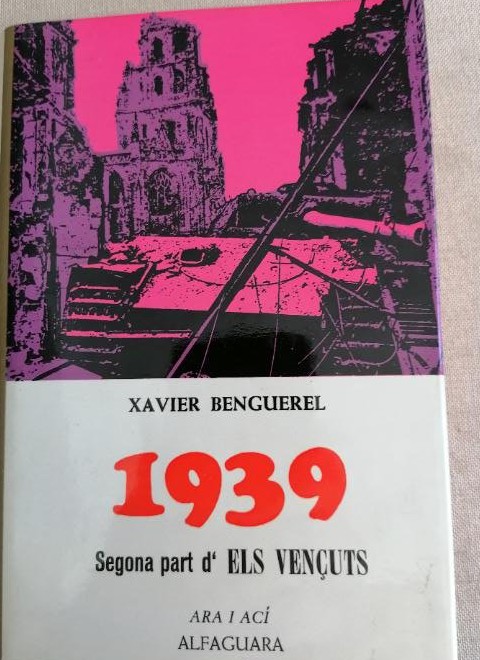 XAVIER BENGUEREL
1939
Segona part d' ELS VENÇUTS
ARA I ACÍ
ALFAGUARA